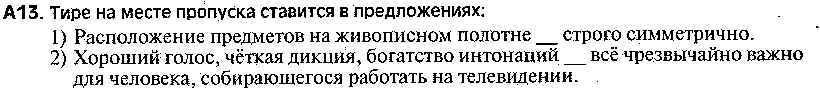 А13. Тире на месте пропуска ставится в предложениях:
1) Расположение предметов на живописном полотне __ строго симметрично.
2) Хороший голос, чёткая дикция, богатство интонаций __ всё чрезвычайно важно
для человека, собирающегося работать на телевидении.